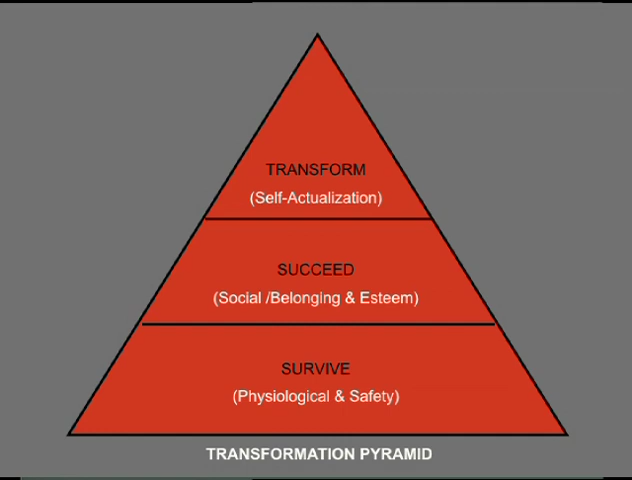 TRANSFORM
(Self-Actualization)
SUCCEED
(Social /Belonging & Esteem)
SURVIVE
(Physiological & Safety)
TRANSFORMATION PYRAMID